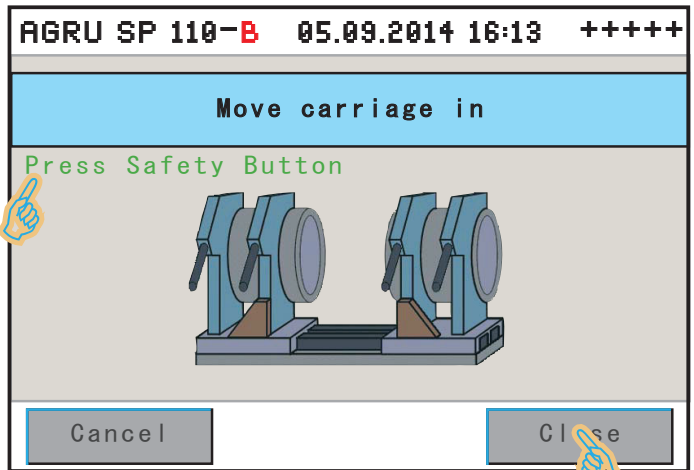 AGRU SP 110-B 05.09.2014 16:13 +++++
Move carriage in
Press Safety Button
Cancel Close